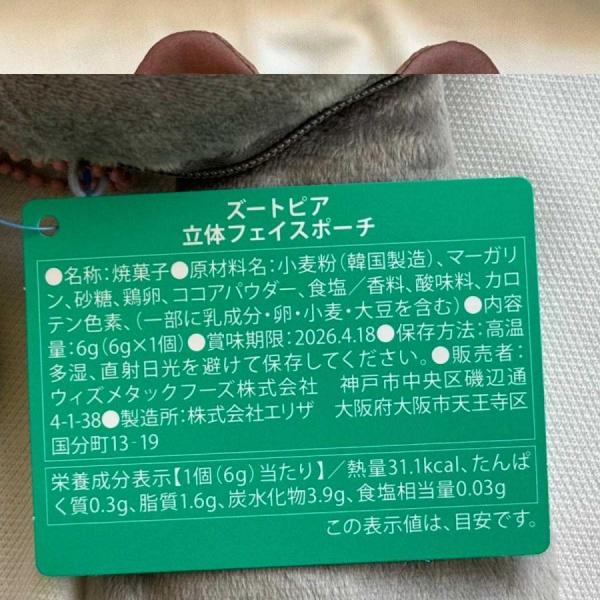 ズートピア
立体フェイスポーチ
●名称：焼菓子●原材料名：小麦粉（韓国製造）、マーガリ
ン、砂糖、鶏卵、ココアパウダー、食塩／香料、酸味料、カロ
テン色素、（一部に乳成分・卵・小麦・大豆を含む）●内容
量：6g（6g×1個）●賞味期限：2026.4.18●保存方法：高温
多湿、直射日光を避けて保存してください。●販売者：
ウィズメタックフーズ株式会社　神戸市中央区磯辺通
4-1-38●製造所：株式会社エリザ　大阪府大阪市天王寺区
国分町13-19
栄養成分表示【1個（6g）当たり】／熱量31.1kcal、たんぱ
く質0.3g、脂質1.6g、炭水化物3.9g、食塩相当量0.03g
この表示値は、目安です。